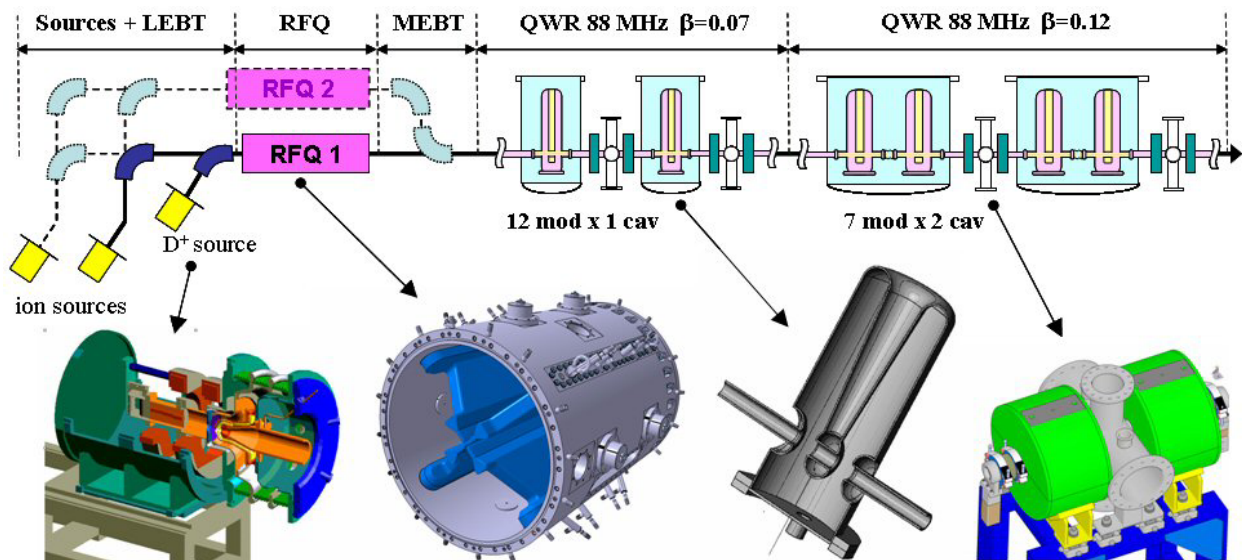 Sources + LEBT
RFQ
MEBT
QWR 88 MHz β=0.07
QWR 88 MHz β=0.12
RFQ 2
RFQ 1
D⁺ source
12 mod x 1 cav
7 mod x 2 cav
ion sources